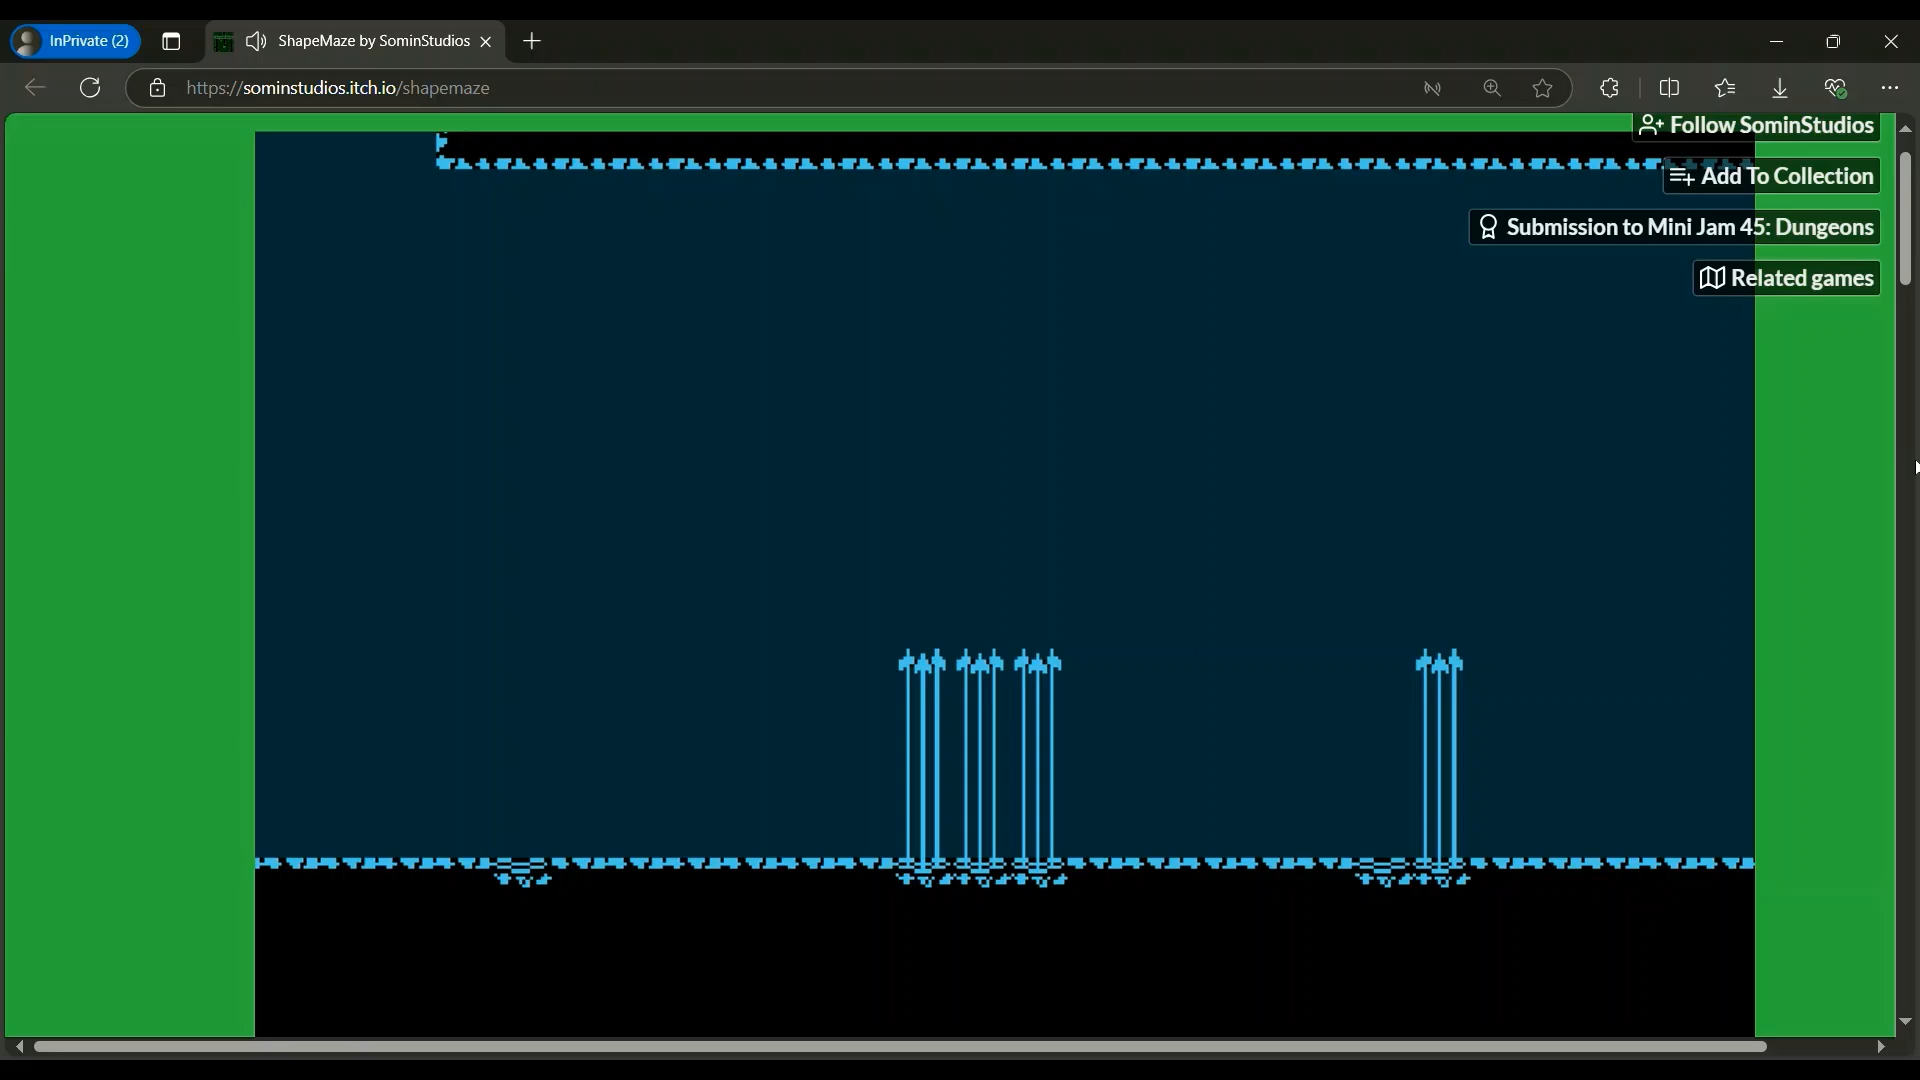 InPrivate (2)
ShapeMaze by SominStudios
https://sominstudios.itch.io/shapemaze
Follow SominStudios
Add To Collection
Submission to Mini Jam 45: Dungeons
Related games